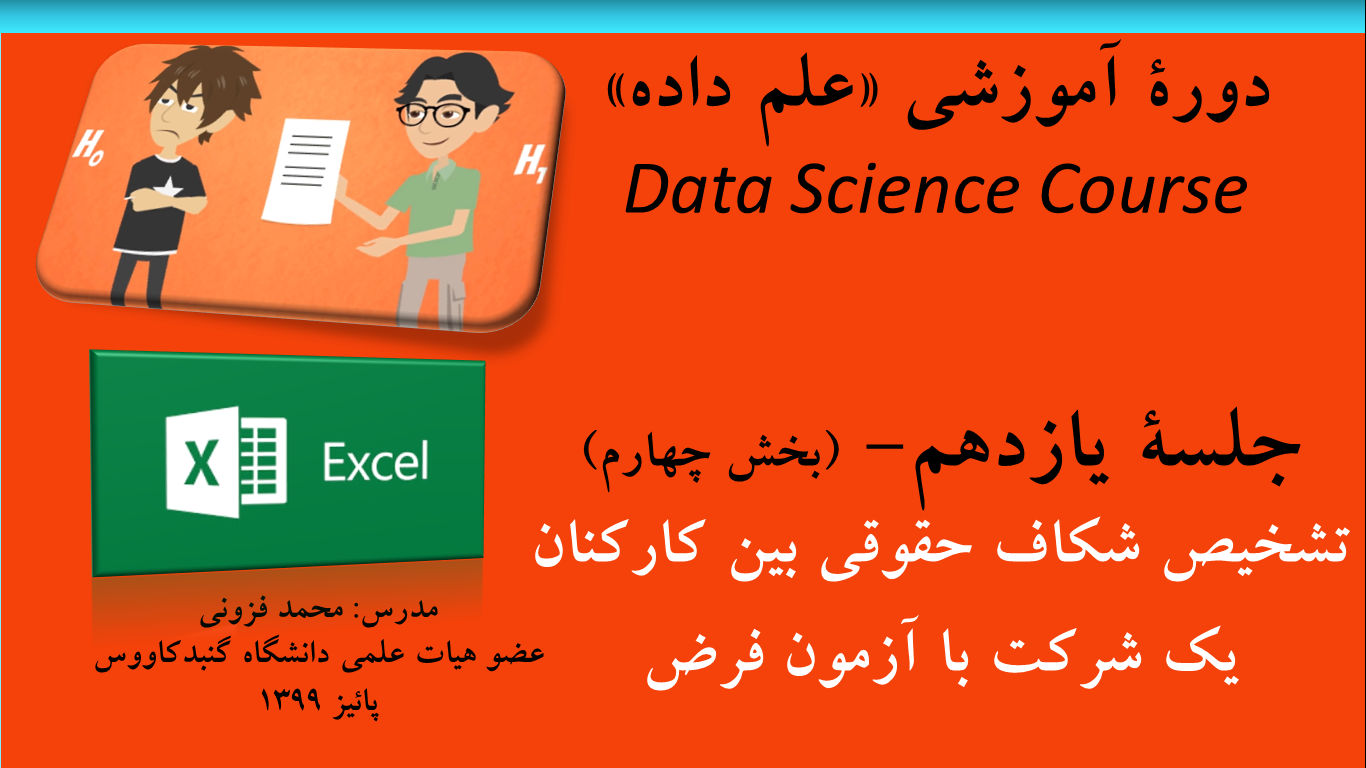 دورهٔ آموزشی «علم داده»
Data Science Course
H0
H1
X
Excel
جلسهٔ یازدهم– (بخش چهارم)
تشخیص شکاف حقوقی بین کارکنان
یک شرکت با آزمون فرض
مدرس: محمد فزونی
عضو هیات علمی دانشگاه گنبدکاووس
پائیز ۱۳۹۹